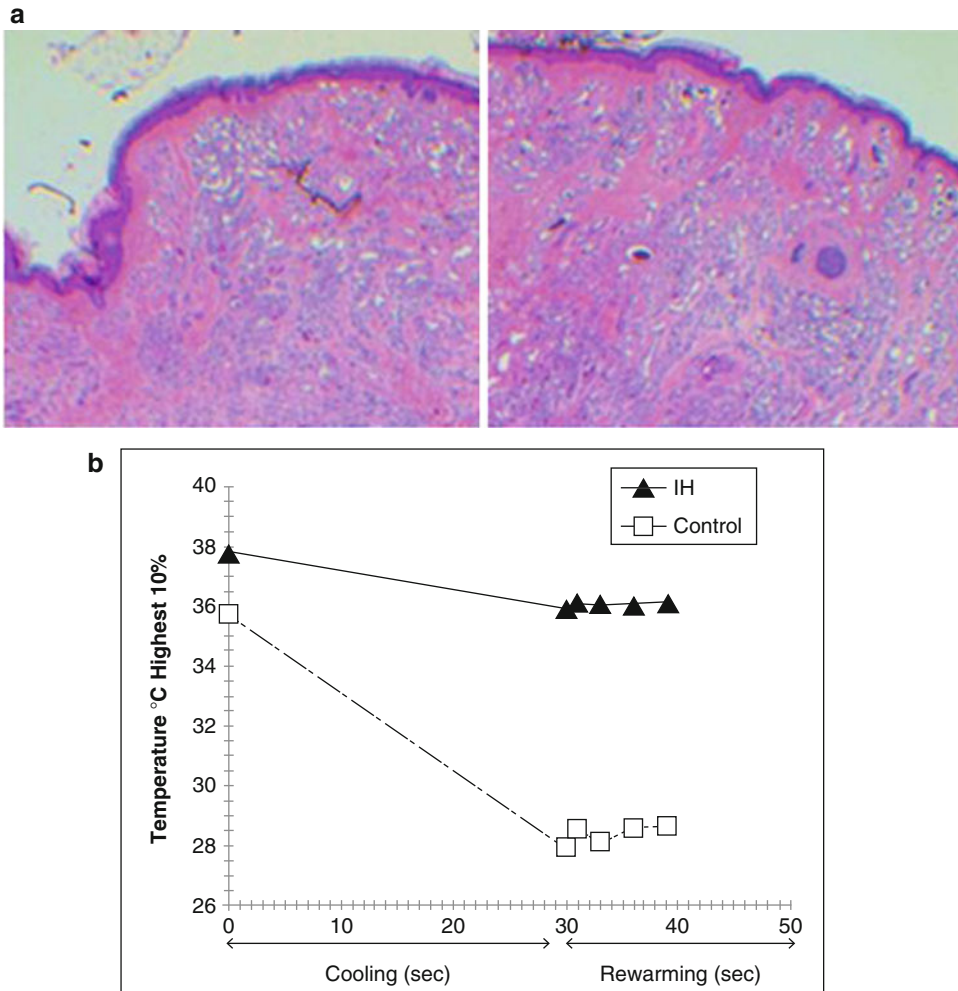 a
b
40
38
36
34
32
30
28
26
Temperature °C Highest 10%
IH
Control
0 10 20 30 40 50
Cooling (sec) Rewarming (sec)